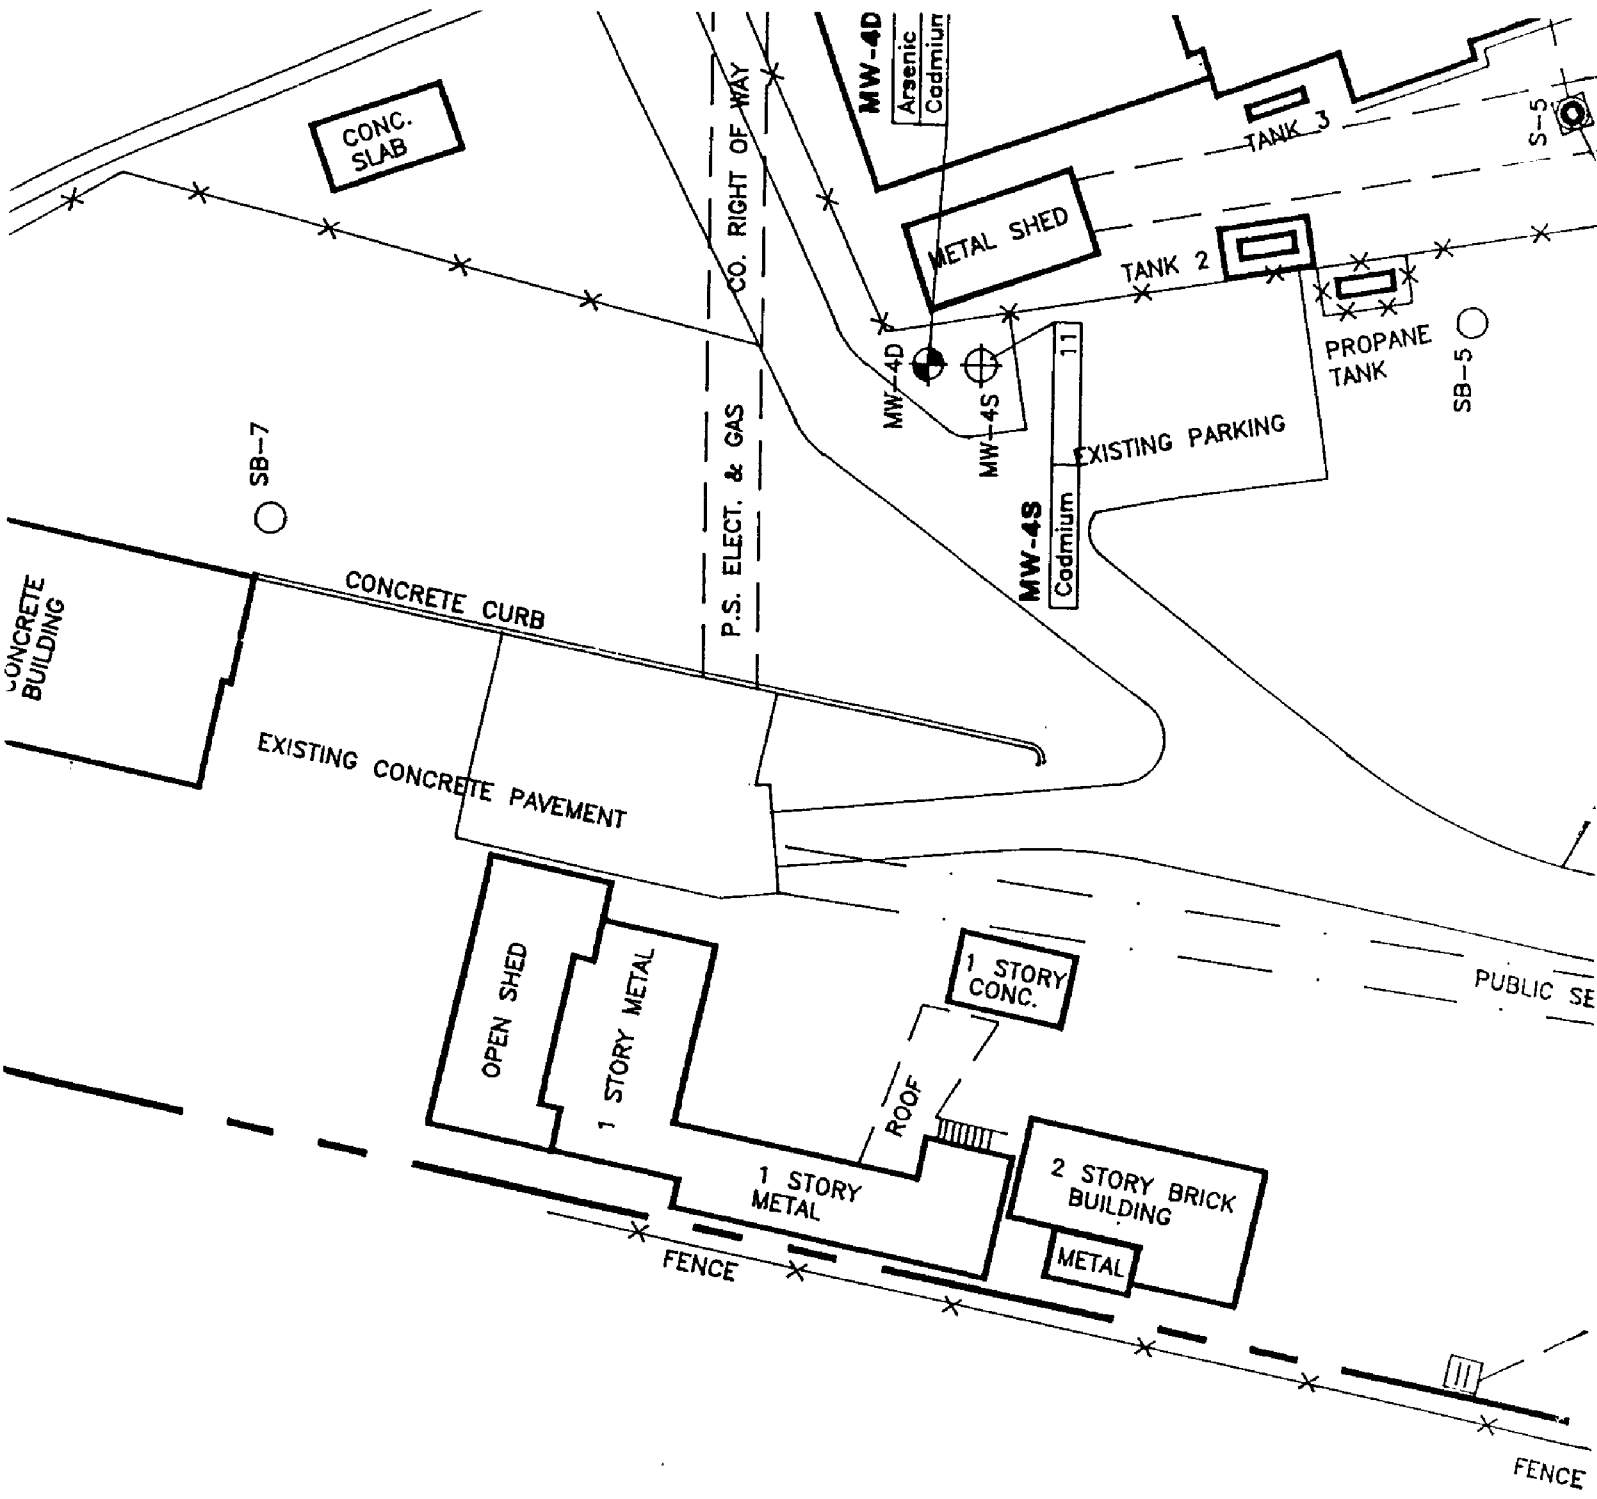 MW-4D
Arsenic
Cadmium
CONC.
SLAB
P.S. ELECT. & GAS CO. RIGHT OF WAY
TANK 3
S-5
METAL SHED
TANK 2
PROPANE
TANK
SB-5
MW-4D
MW-4S
11
EXISTING PARKING
MW-4S
Cadmium
SB-7
CONCRETE CURB
CONCRETE
BUILDING
EXISTING CONCRETE PAVEMENT
OPEN SHED
1 STORY METAL
1 STORY
CONC.
PUBLIC SE
ROOF
1 STORY
METAL
2 STORY BRICK
BUILDING
METAL
FENCE
FENCE